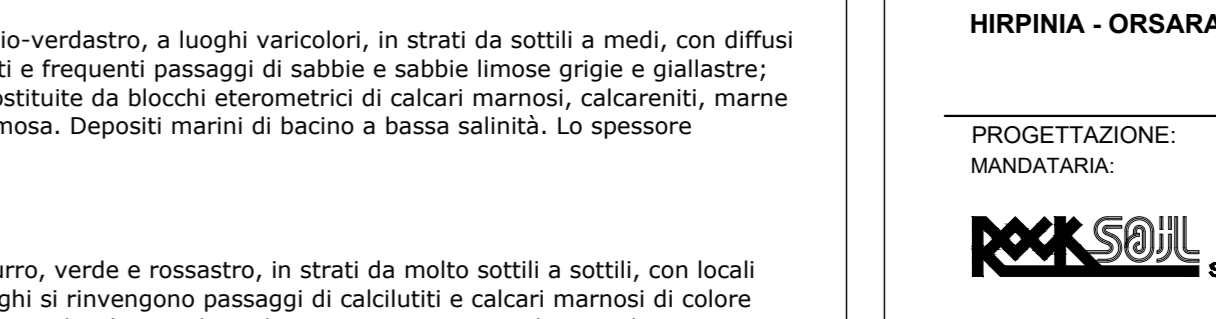 io-verdastro, a luoghi varicolori, in strati da sottili a medi, con diffusi
ti e frequenti passaggi di sabbie e sabbie limose grigie e giallastre;
ostituite da blocchi eterometrici di calcari marnosi, calcareniti, marne
mosa. Depositi marini di bacino a bassa salinità. Lo spessore
urro, verde e rossastro, in strati da molto sottili a sottili, con locali
ghi si rinvengono passaggi di calcilutiti e calcari marnosi di colore
HIRPINIA - ORSARA
PROGETTAZIONE:
MANDATARIA:
ROCKSOIL S